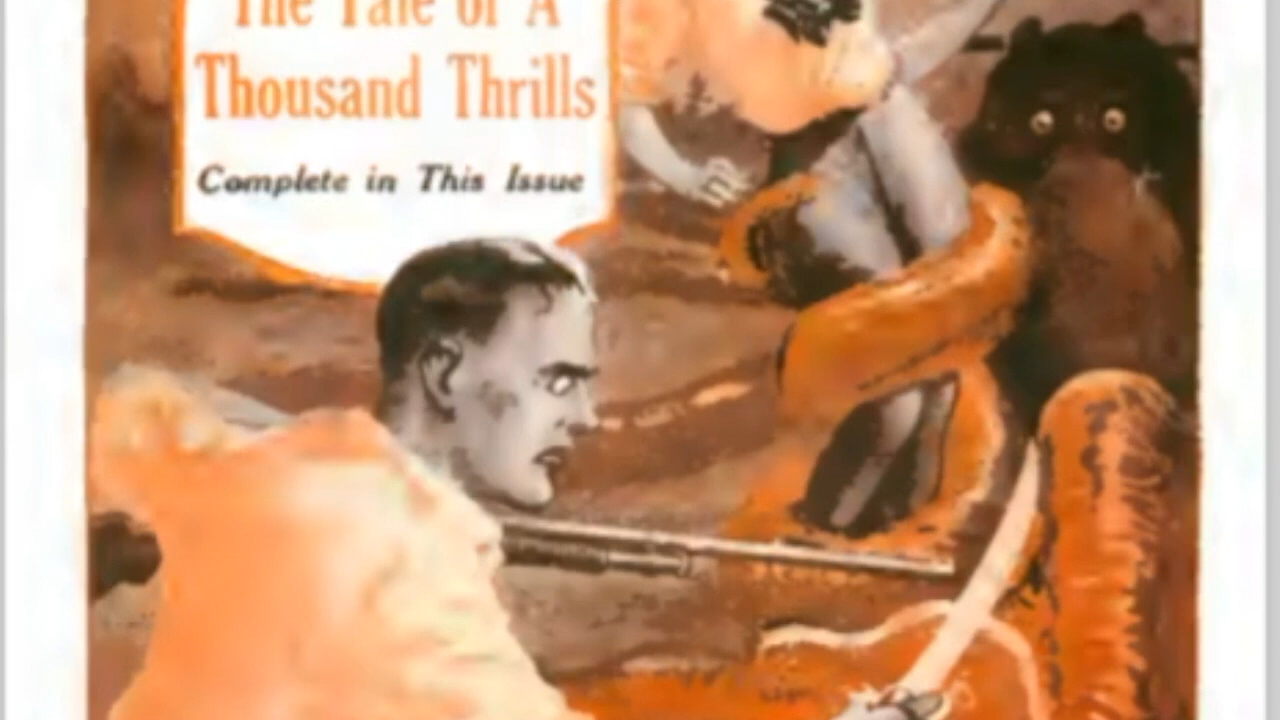 The Tale of A
Thousand Thrills
Complete in This Issue